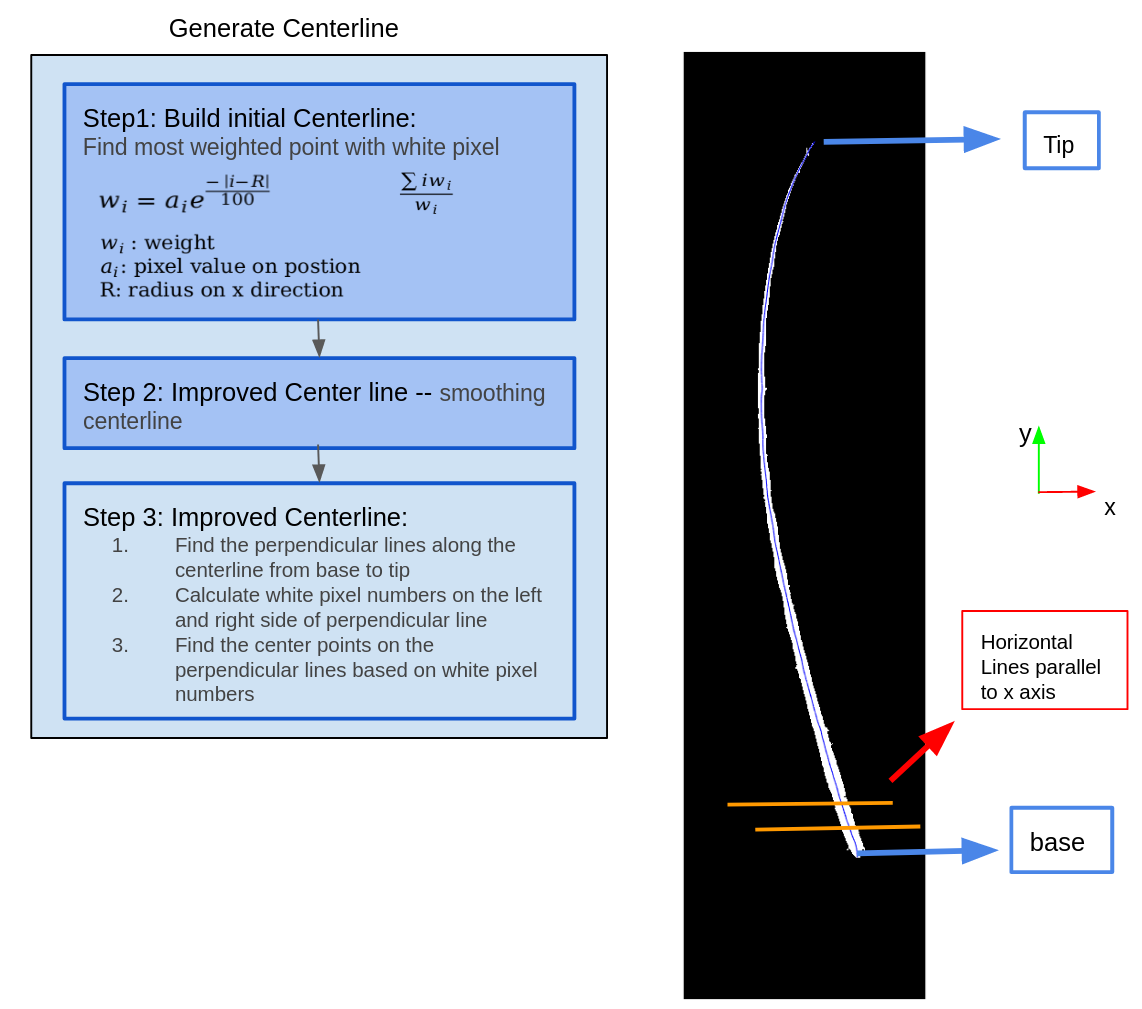 Generate Centerline
Step1: Build initial Centerline:
Find most weighted point with white pixel
w_i = a_i e^{\frac{-|i-R|}{100}}
\frac{\sum i w_i}{w_i}
w_i : weight
a_i: pixel value on postion
R: radius on x direction
Step 2: Improved Center line -- smoothing
centerline
Step 3: Improved Centerline:
1. Find the perpendicular lines along the
centerline from base to tip
2. Calculate white pixel numbers on the left
and right side of perpendicular line
3. Find the center points on the
perpendicular lines based on white pixel
numbers
Tip
y
x
Horizontal
Lines parallel
to x axis
base